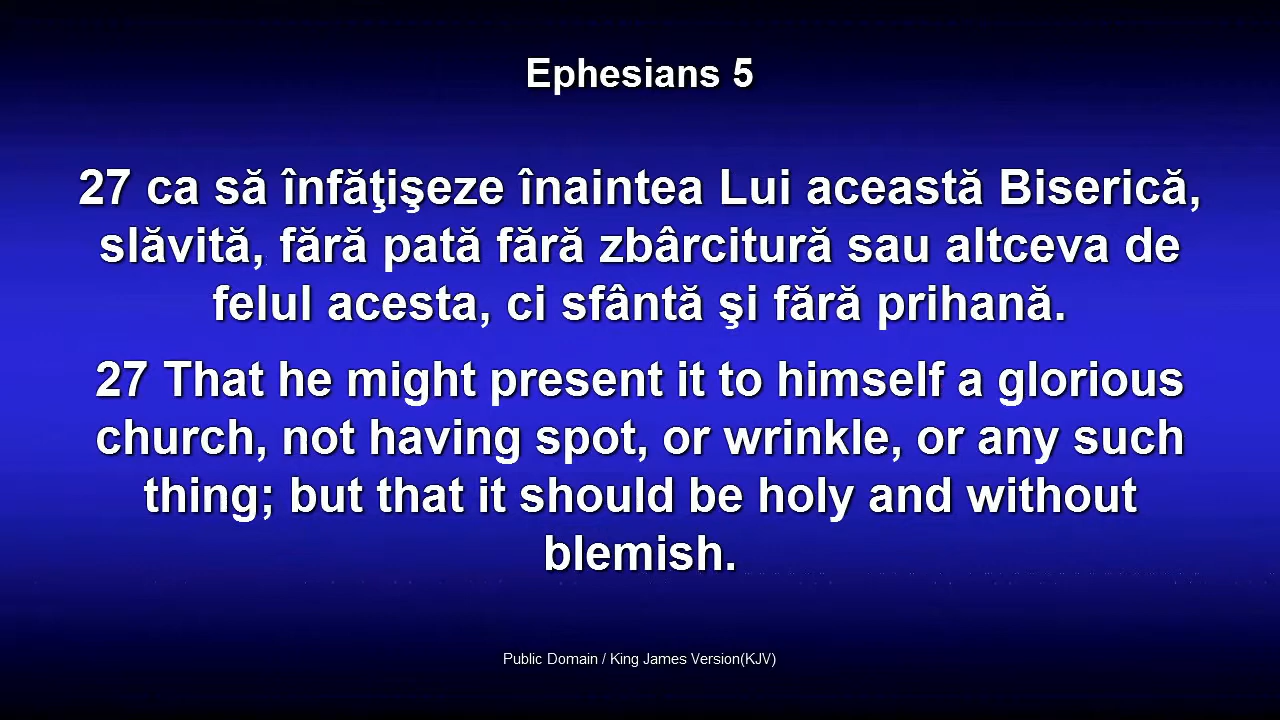 Ephesians 5
27 ca să înfăţişeze înaintea Lui această Biserică,
slăvită, fără pată fără zbârcitură sau altceva de
felul acesta, ci sfântă şi fără prihană.
27 That he might present it to himself a glorious
church, not having spot, or wrinkle, or any such
thing; but that it should be holy and without
blemish.
Public Domain / King James Version(KJV)